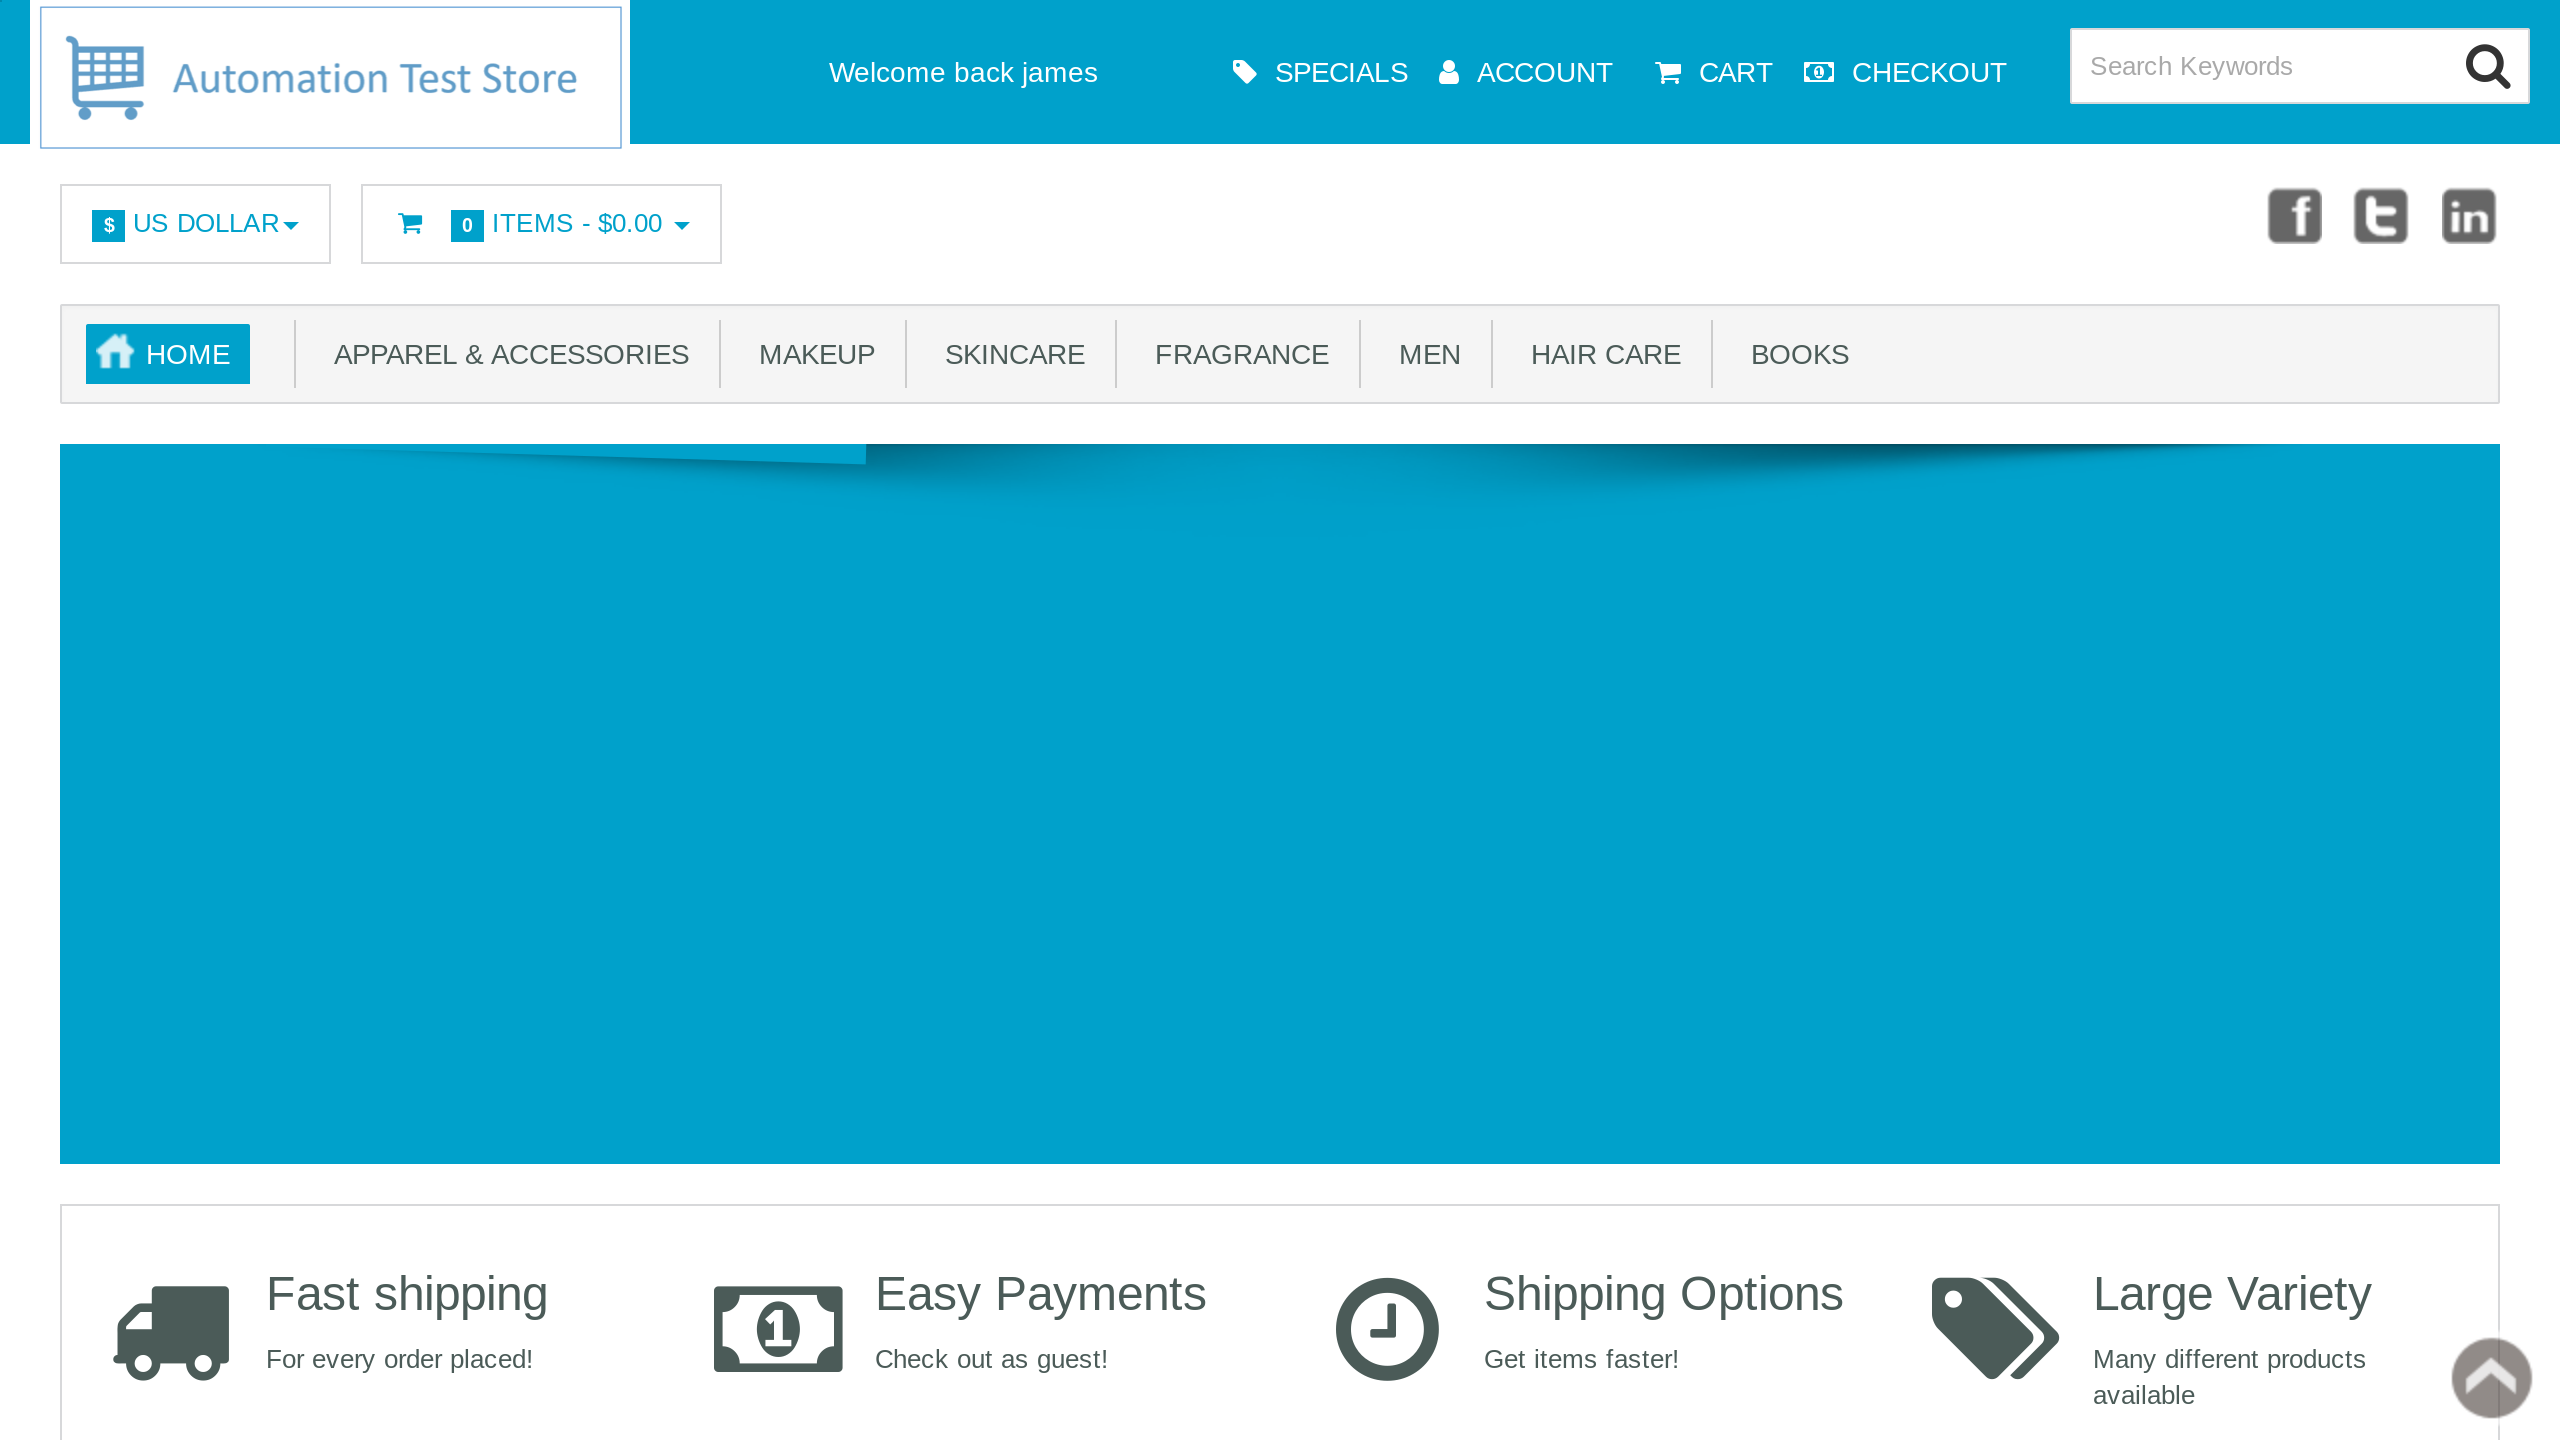 Automation Test Store
Welcome back james
SPECIALS
ACCOUNT
CART
CHECKOUT
Search Keywords
$ US DOLLAR
0 ITEMS - $0.00
f
t
in
HOME
APPAREL & ACCESSORIES
MAKEUP
SKINCARE
FRAGRANCE
MEN
HAIR CARE
BOOKS
Fast shipping
For every order placed!
1
Easy Payments
Check out as guest!
Shipping Options
Get items faster!
Large Variety
Many different products
available